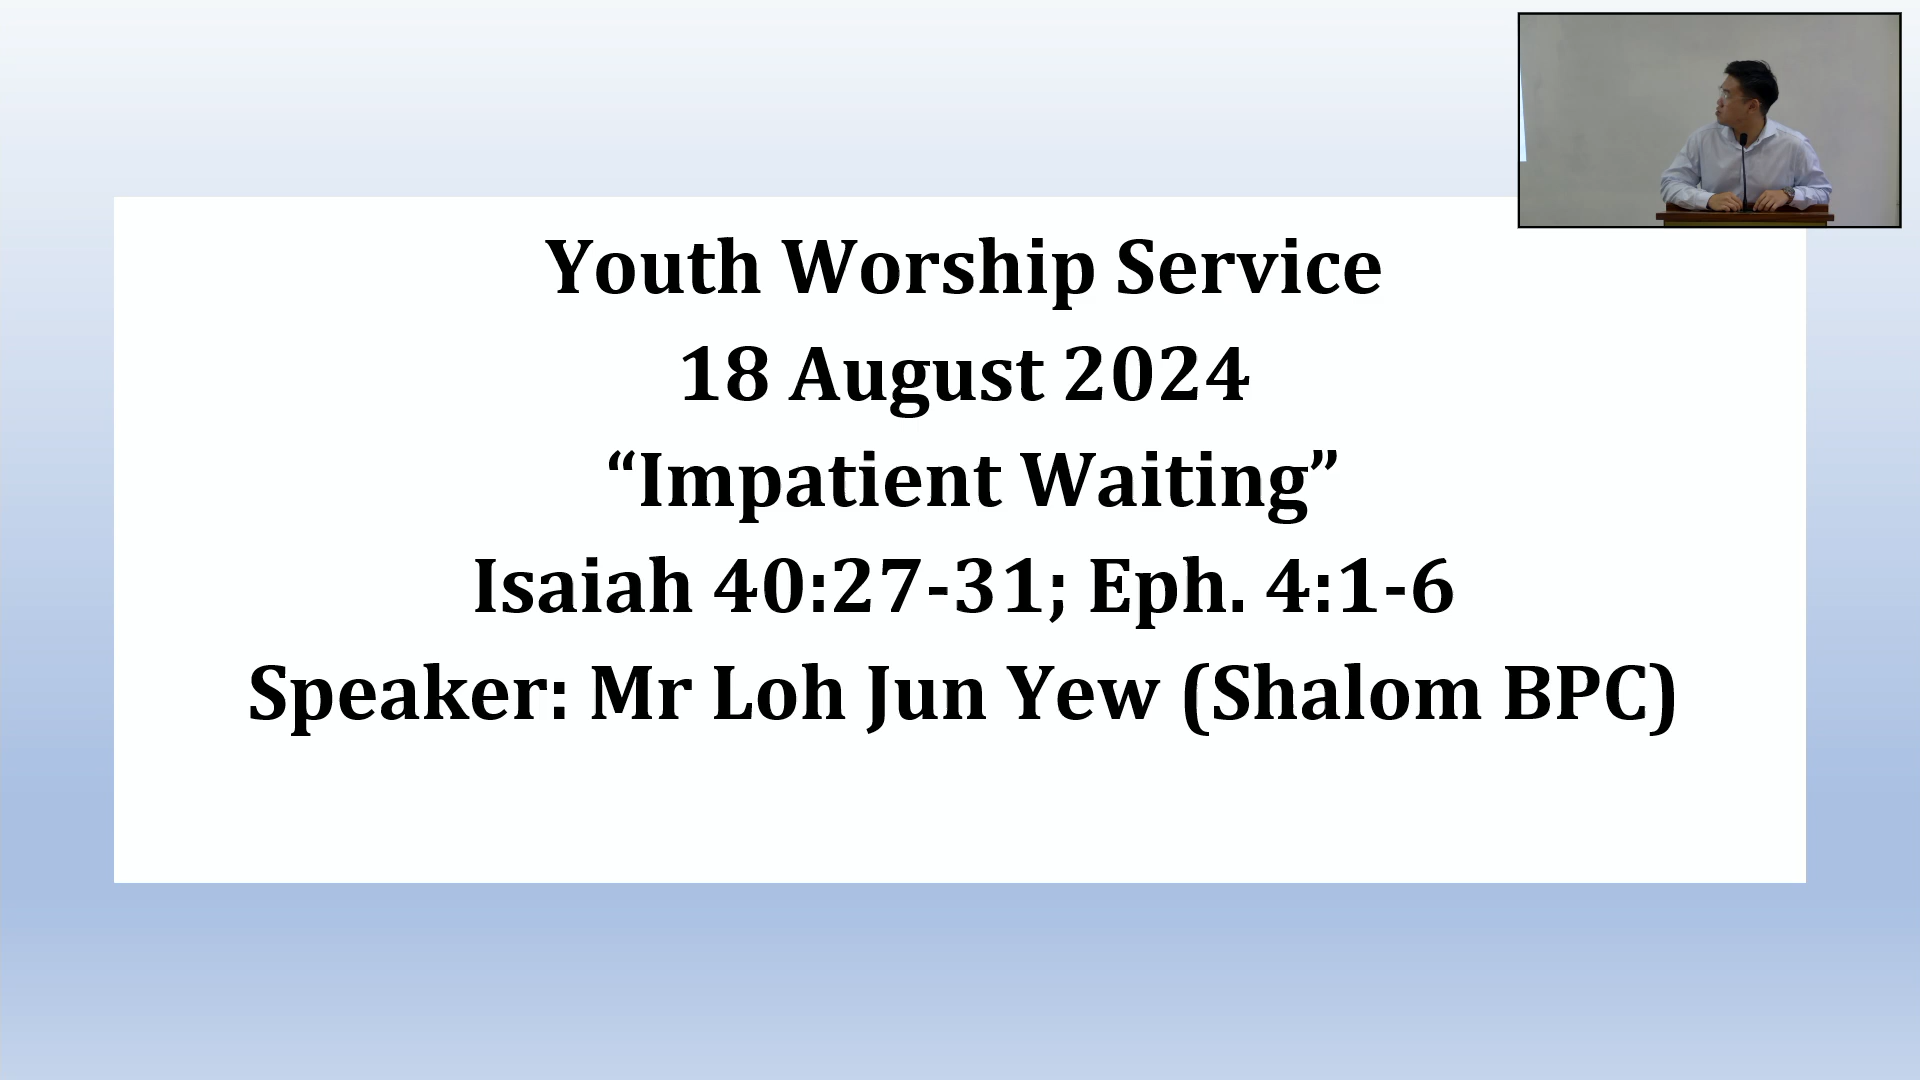 Youth Worship Service
18 August 2024
“Impatient Waiting”
Isaiah 40:27-31; Eph. 4:1-6
Speaker: Mr Loh Jun Yew (Shalom BPC)